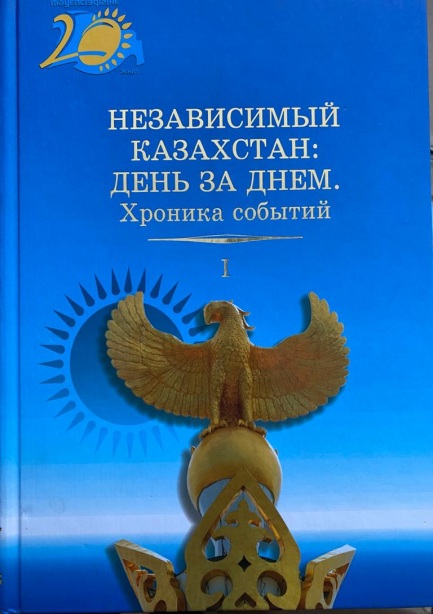 20
НЕЗАВИСИМЫЙ
КАЗАХСТАН:
ДЕНЬ ЗА ДНЕМ.
Хроника событий
I